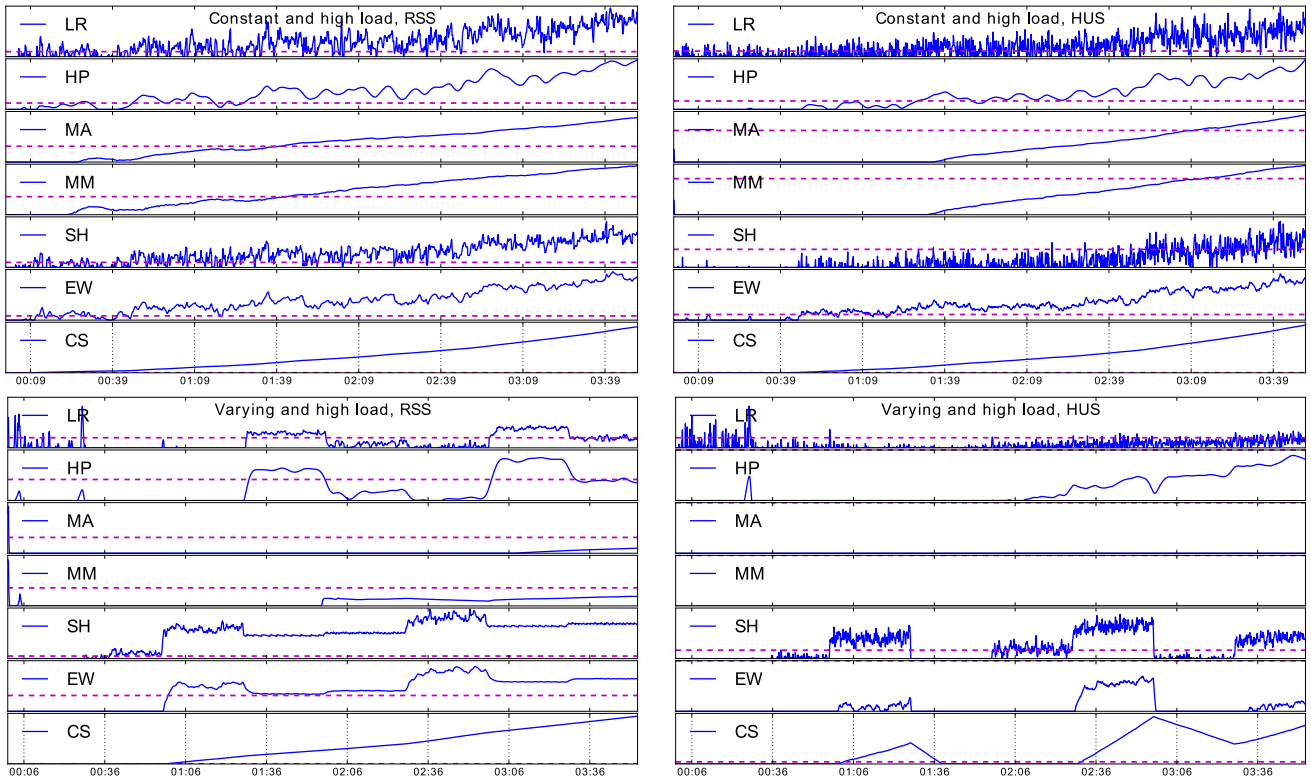 Constant and high load, RSS
LR
HP
MA
MM
SH
EW
CS
00:09 00:39 01:09 01:39 02:09 02:39 03:09 03:39
Constant and high load, HUS
LR
HP
MA
MM
SH
EW
CS
00:09 00:39 01:09 01:39 02:09 02:39 03:09 03:39
Varying and high load, RSS
LR
HP
MA
MM
SH
EW
CS
00:06 00:36 01:06 01:36 02:06 02:36 03:06 03:36
Varying and high load, HUS
LR
HP
MA
MM
SH
EW
CS
00:06 00:36 01:06 01:36 02:06 02:36 03:06 03:36